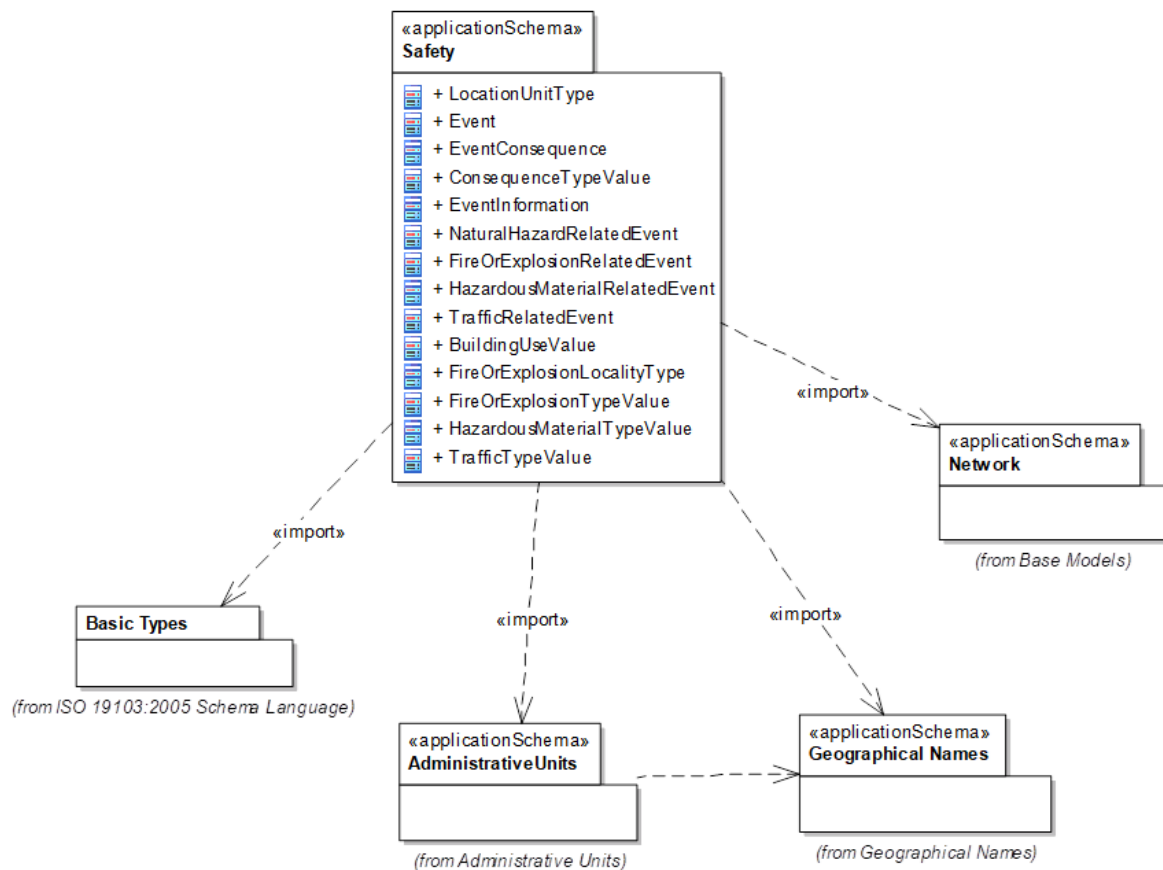 «applicationSchema»
Safety
+ LocationUnitType
+ Event
+ EventConsequence
+ ConsequenceTypeValue
+ EventInformation
+ NaturalHazardRelatedEvent
+ FireOrExplosionRelatedEvent
+ HazardousMaterialRelatedEvent
+ TrafficRelatedEvent
+ BuildingUseValue
+ FireOrExplosionLocalityType
+ FireOrExplosionTypeValue
+ HazardousMaterialTypeValue
+ TrafficTypeValue
«import»
«applicationSchema»
Network
(from Base Models)
«import»
Basic Types
(from ISO 19103:2005 Schema Language)
«import»
«import»
«applicationSchema»
AdministrativeUnits
(from Administrative Units)
«applicationSchema»
Geographical Names
(from Geographical Names)